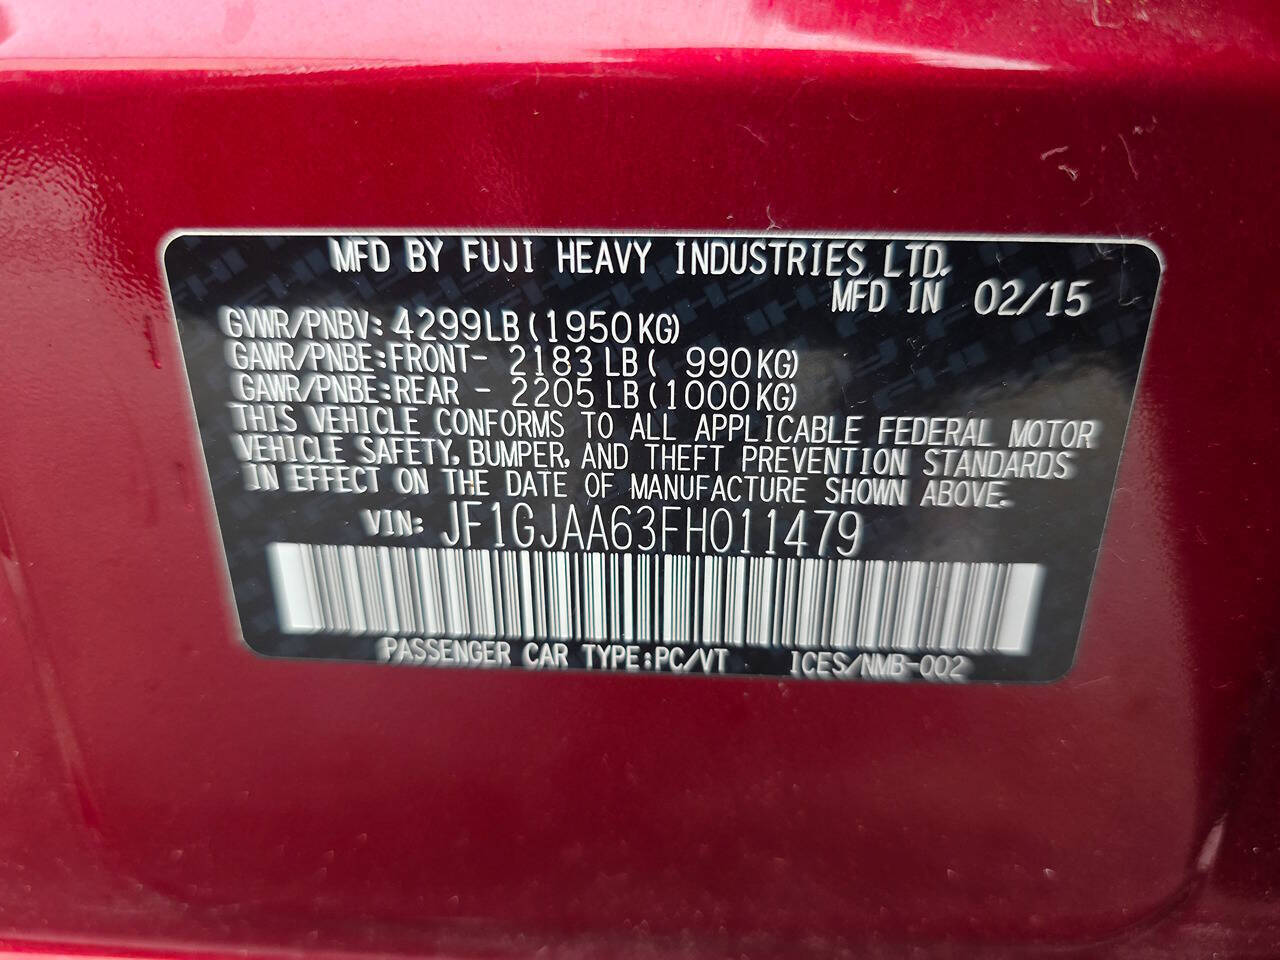 MFD BY FUJI HEAVY INDUSTRIES LTD.
MFD IN 02/15
GVWR/PNBV: 4299LB(1950KG)
GAWR/PNBE:FRONT- 2183LB( 990KG)
GAWR/PNBE:REAR - 2205LB(1000KG)
THIS VEHICLE CONFORMS TO ALL APPLICABLE FEDERAL MOTOR
VEHICLE SAFETY, BUMPER, AND THEFT PREVENTION STANDARDS
IN EFFECT ON THE DATE OF MANUFACTURE SHOWN ABOVE.
VIN: JF1GJAA63FH011479
PASSENGER CAR TYPE:PC/VT ICES/NMB-002